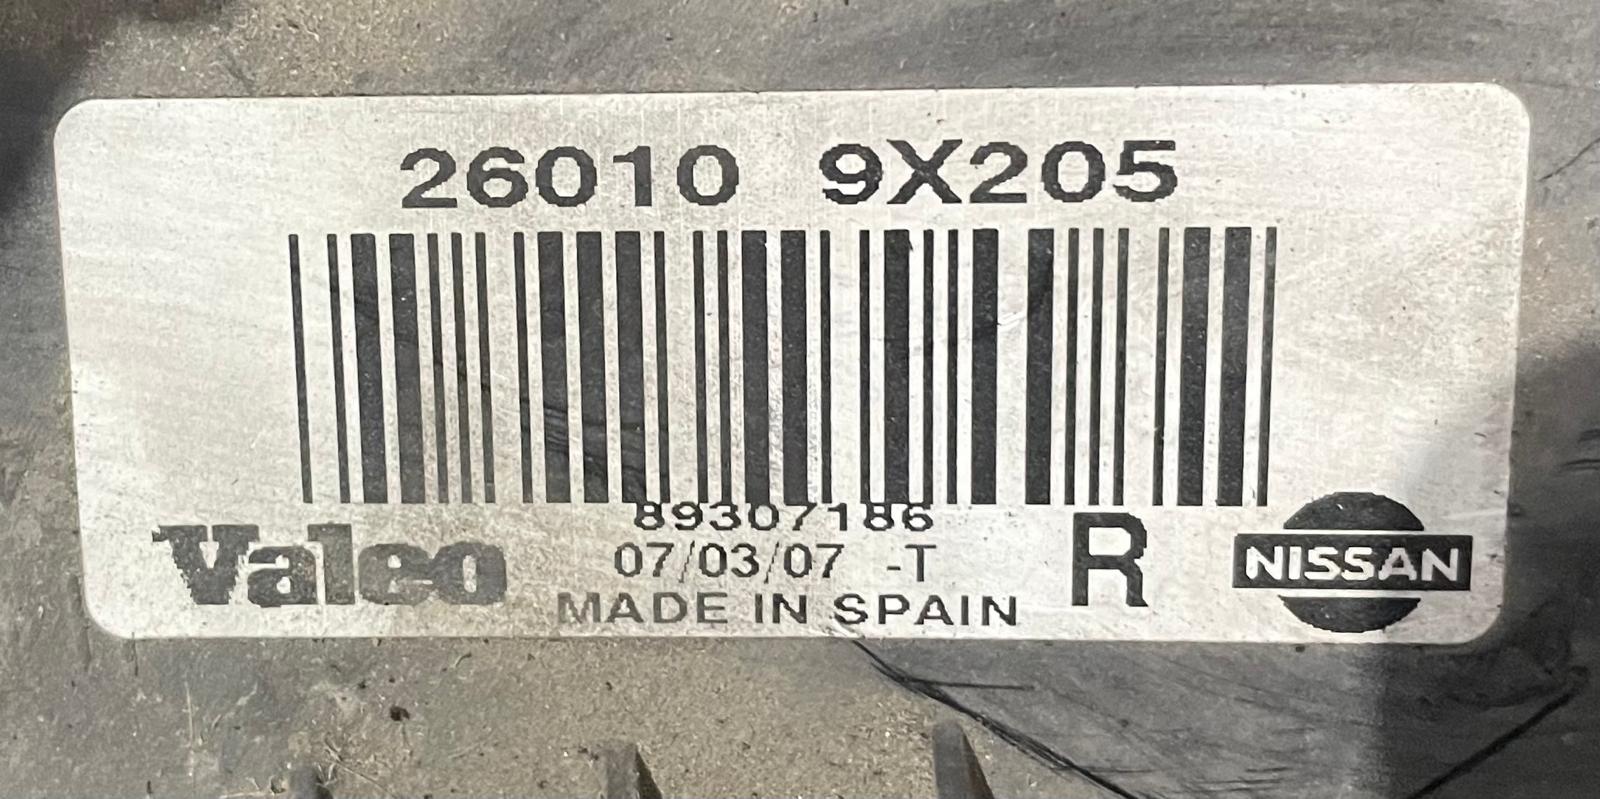 26010 9X205
89307186
Valeo 07/03/07 -T R NISSAN
MADE IN SPAIN